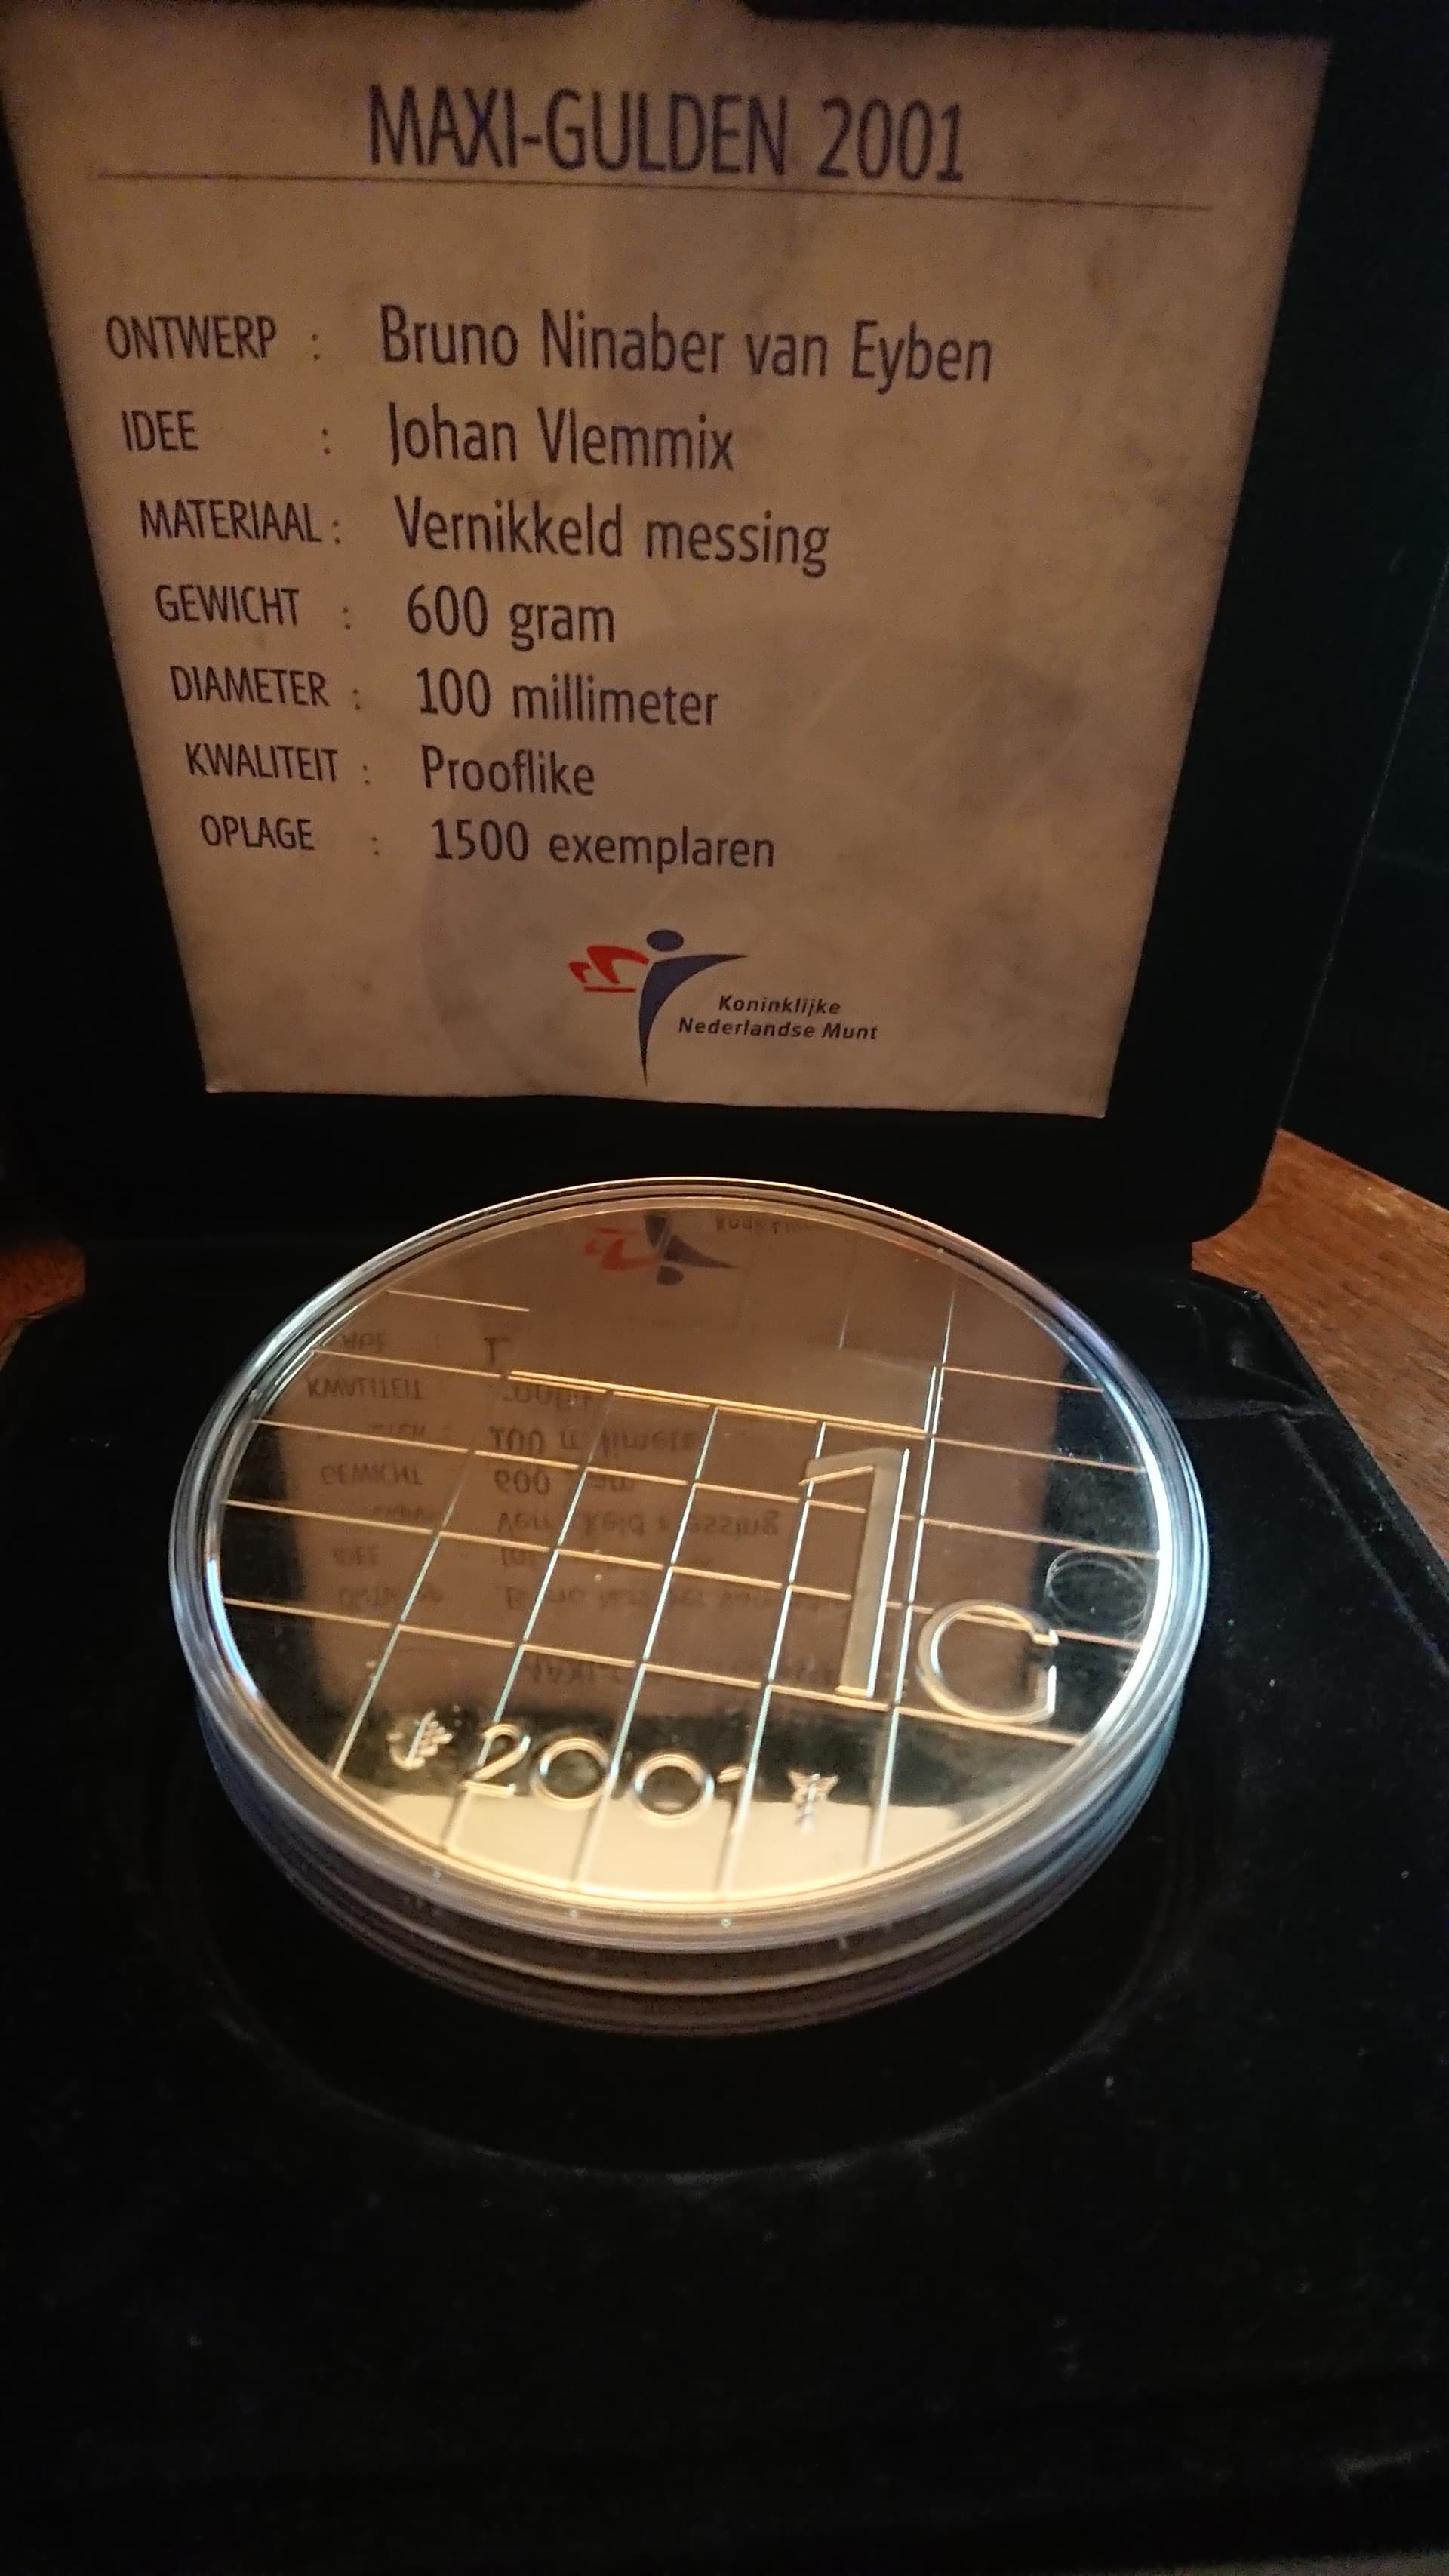 MAXI-GULDEN 2001
ONTWERP : Bruno Ninaber van Eyben
IDEE : Johan Vlemmix
MATERIAAL : Vernikkeld messing
GEWICHT : 600 gram
DIAMETER : 100 millimeter
KWALITEIT : Prooflike
OPLAGE : 1500 exemplaren
Koninklijke
Nederlandse Munt
1 G
2001